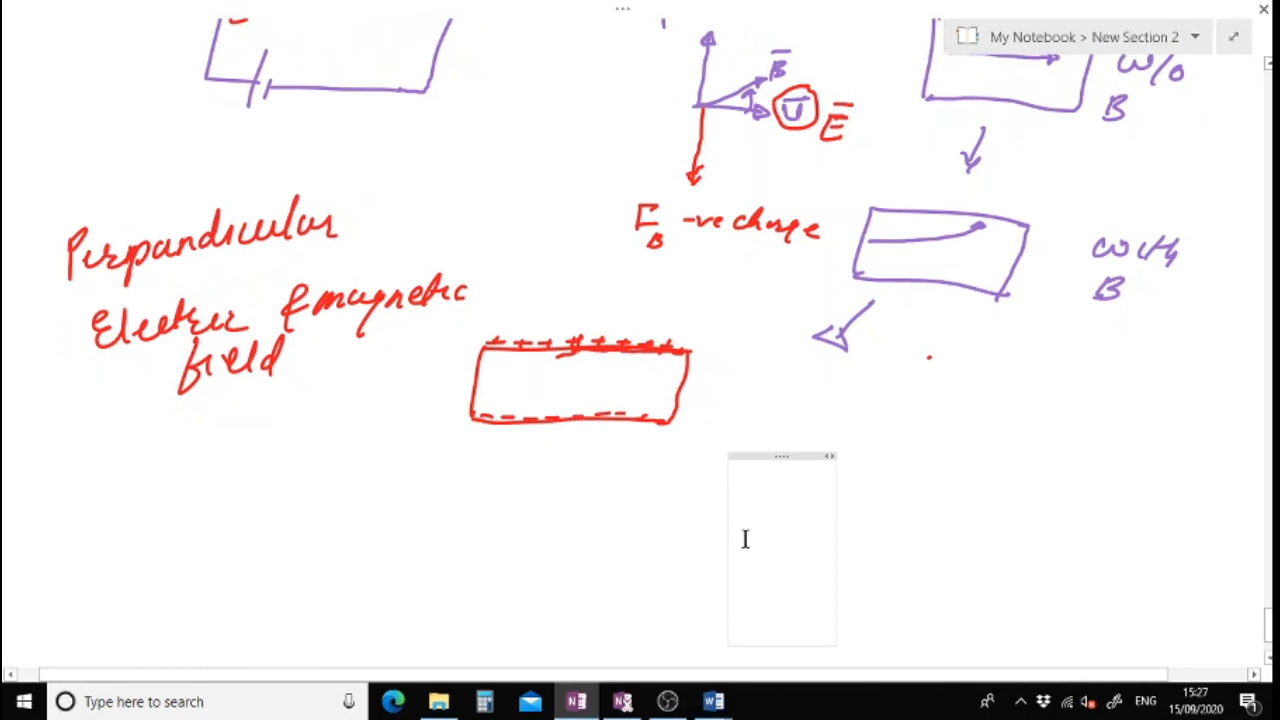 My Notebook > New Section 2
w/o
B
B
U
E
F
B
-ve charge
with
B
Perpandicular
Electric & magnetic
field
+ + + + + + + +
- - - - - - - -
Type here to search
ENG
15:27
15/09/2020